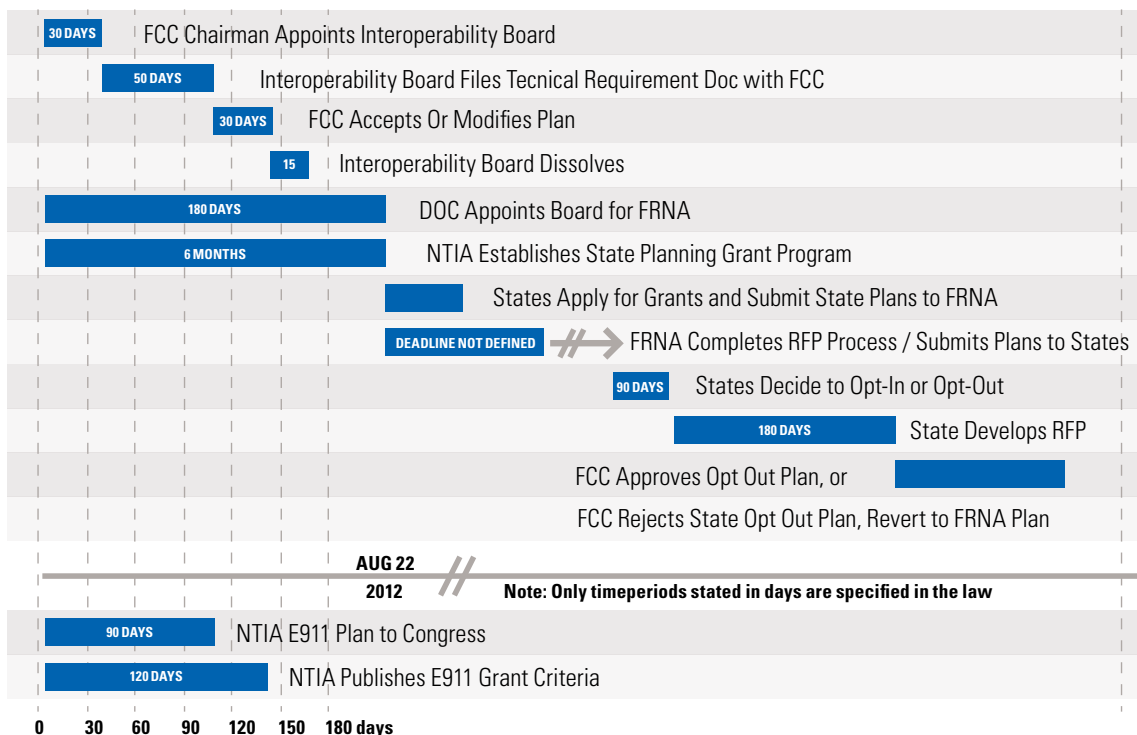 30 DAYS FCC Chairman Appoints Interoperability Board
50 DAYS Interoperability Board Files Tecnical Requirement Doc with FCC
30 DAYS FCC Accepts Or Modifies Plan
15 Interoperability Board Dissolves
180 DAYS DOC Appoints Board for FRNA
6 MONTHS NTIA Establishes State Planning Grant Program
States Apply for Grants and Submit State Plans to FRNA
DEADLINE NOT DEFINED FRNA Completes RFP Process / Submits Plans to States
90 DAYS States Decide to Opt-In or Opt-Out
180 DAYS State Develops RFP
FCC Approves Opt Out Plan, or
FCC Rejects State Opt Out Plan, Revert to FRNA Plan
AUG 22
2012 Note: Only timeperiods stated in days are specified in the law
90 DAYS NTIA E911 Plan to Congress
120 DAYS NTIA Publishes E911 Grant Criteria
0 30 60 90 120 150 180 days